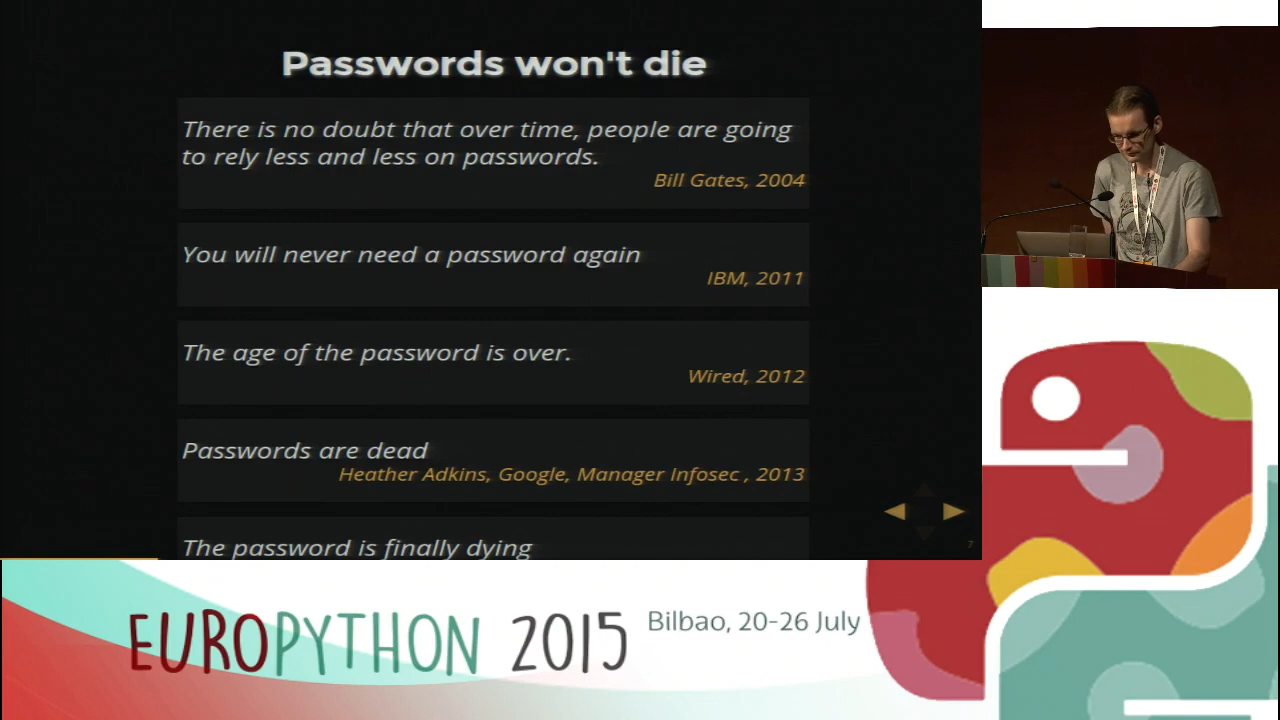 Passwords won't die
There is no doubt that over time, people are going
to rely less and less on passwords.
Bill Gates, 2004
You will never need a password again
IBM, 2011
The age of the password is over.
Wired, 2012
Passwords are dead
Heather Adkins, Google, Manager Infosec , 2013
The password is finally dying
7
EUROPYTHON 2015
Bilbao, 20-26 July